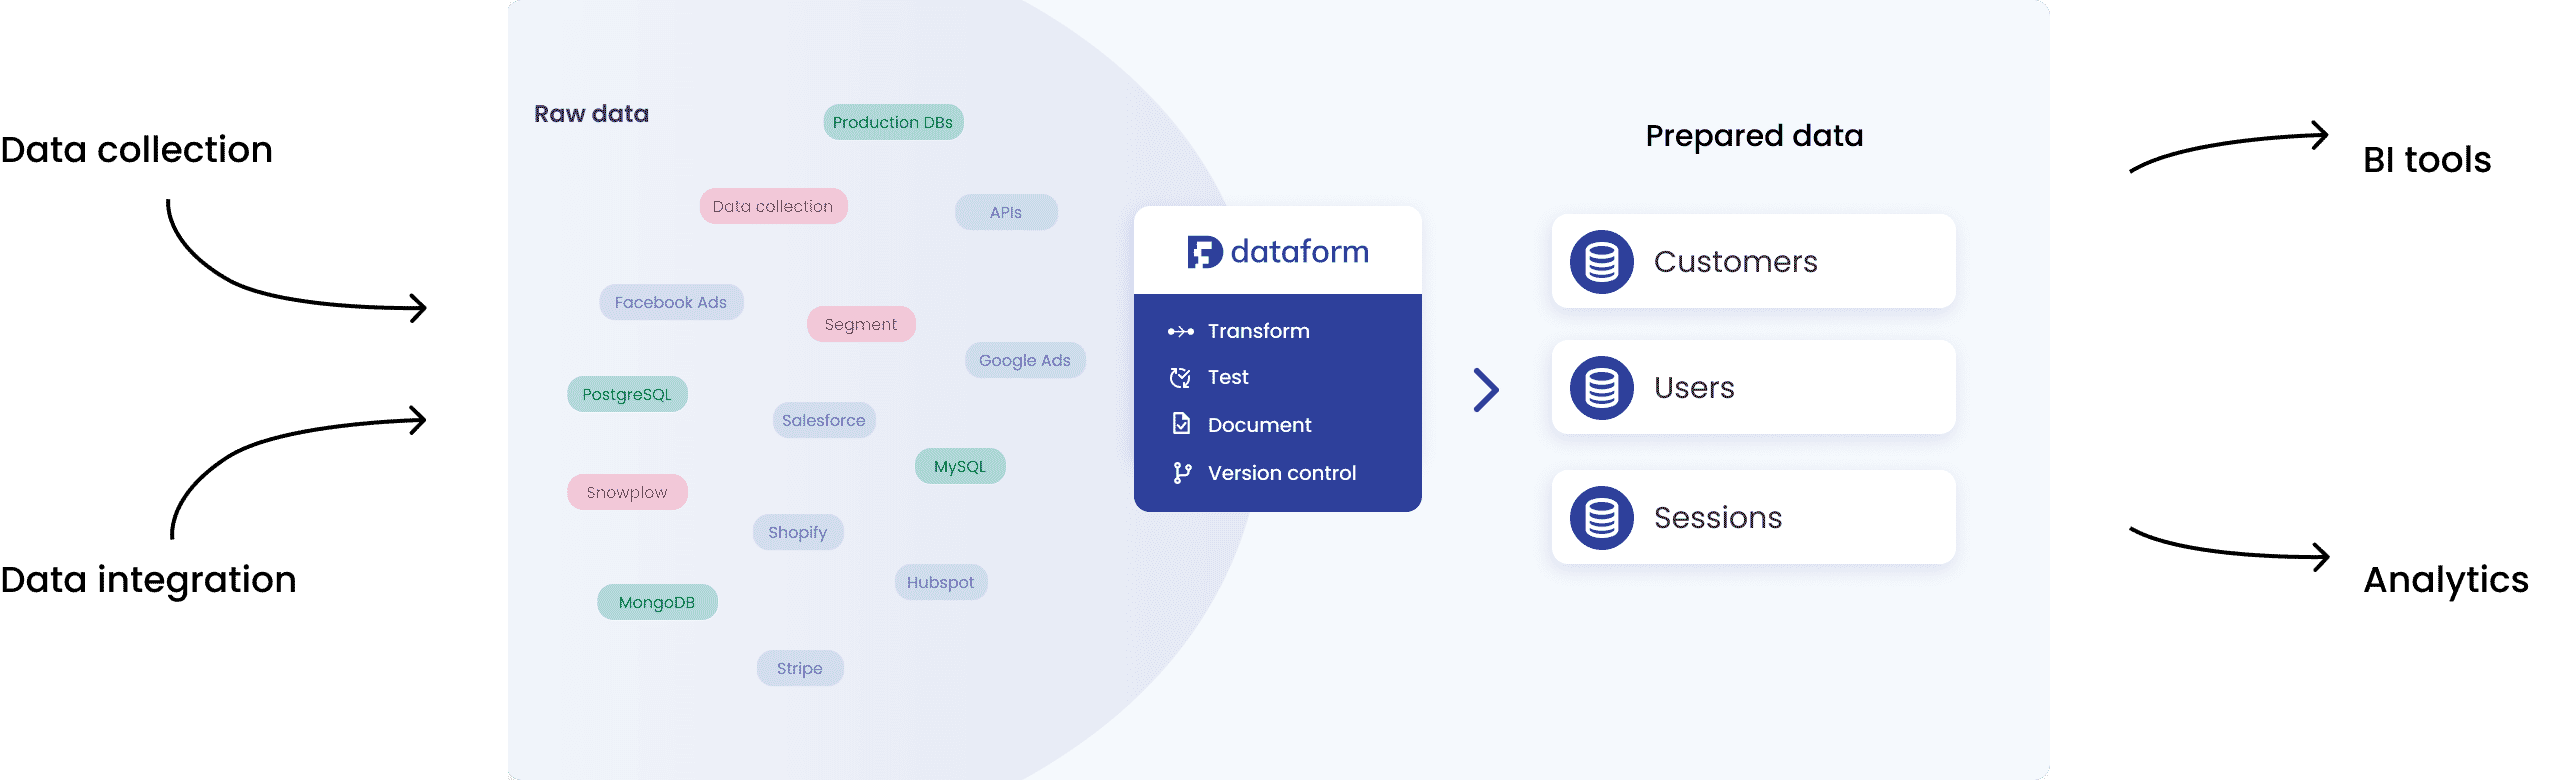 Data collection
Data integration
Raw data
Production DBs
Data collection
APIs
Facebook Ads
Segment
Google Ads
PostgreSQL
Salesforce
MySQL
Snowplow
Shopify
Hubspot
MongoDB
Stripe
dataform
Transform
Test
Document
Version control
Prepared data
Customers
Users
Sessions
BI tools
Analytics